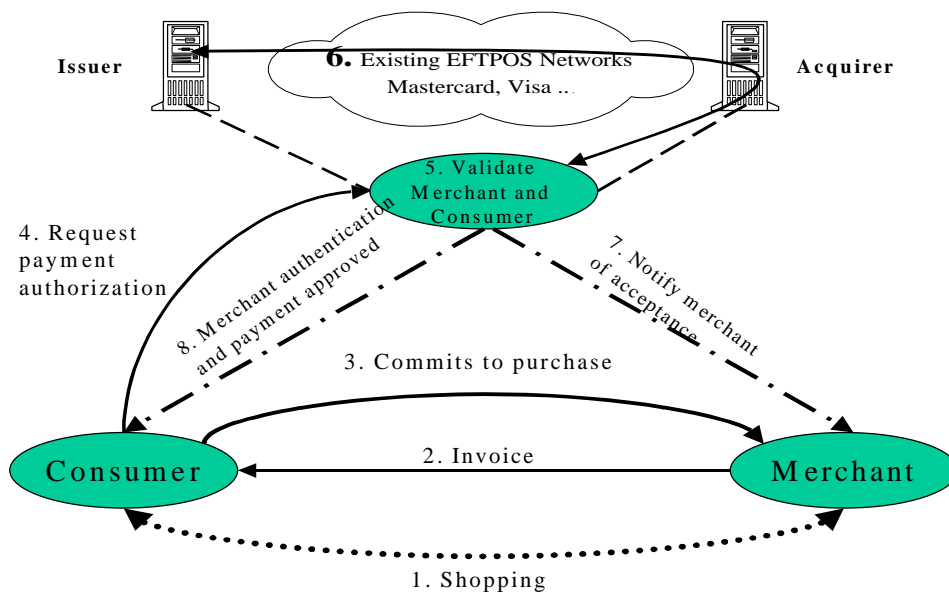 Issuer
6. Existing EFTPOS Networks
Mastercard, Visa ...
Acquirer
5. Validate
Merchant and
Consumer
4. Request
payment
authorization
8. Merchant authentication
and payment approved
7. Notify merchant
of acceptance
3. Commits to purchase
Consumer
2. Invoice
Merchant
1. Shopping